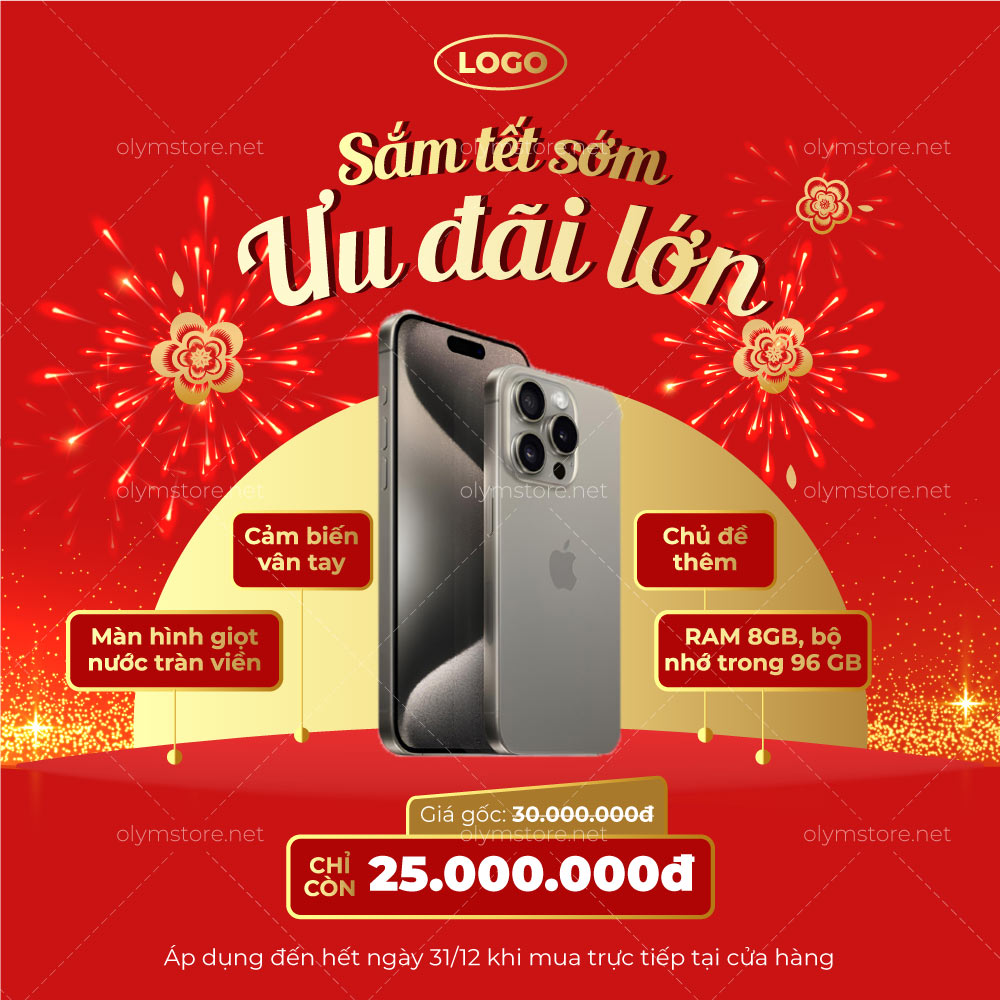 LOGO
Sắm tết sớm
olymstore.net
olymstore.net
olymstore.net
Ưu đãi lớn
olymstore.net
olymstore.net
olymstore.net
Cảm biến
vân tay
Chủ đề
thêm
Màn hình giọt
nước tràn viền
RAM 8GB, bộ
nhớ trong 96 GB
Giá gốc: 30.000.000đ
olymstore.net
olymstore.net
olymstore.net
CHỈ
CÒN
25.000.000đ
Áp dụng đến hết ngày 31/12 khi mua trực tiếp tại cửa hàng